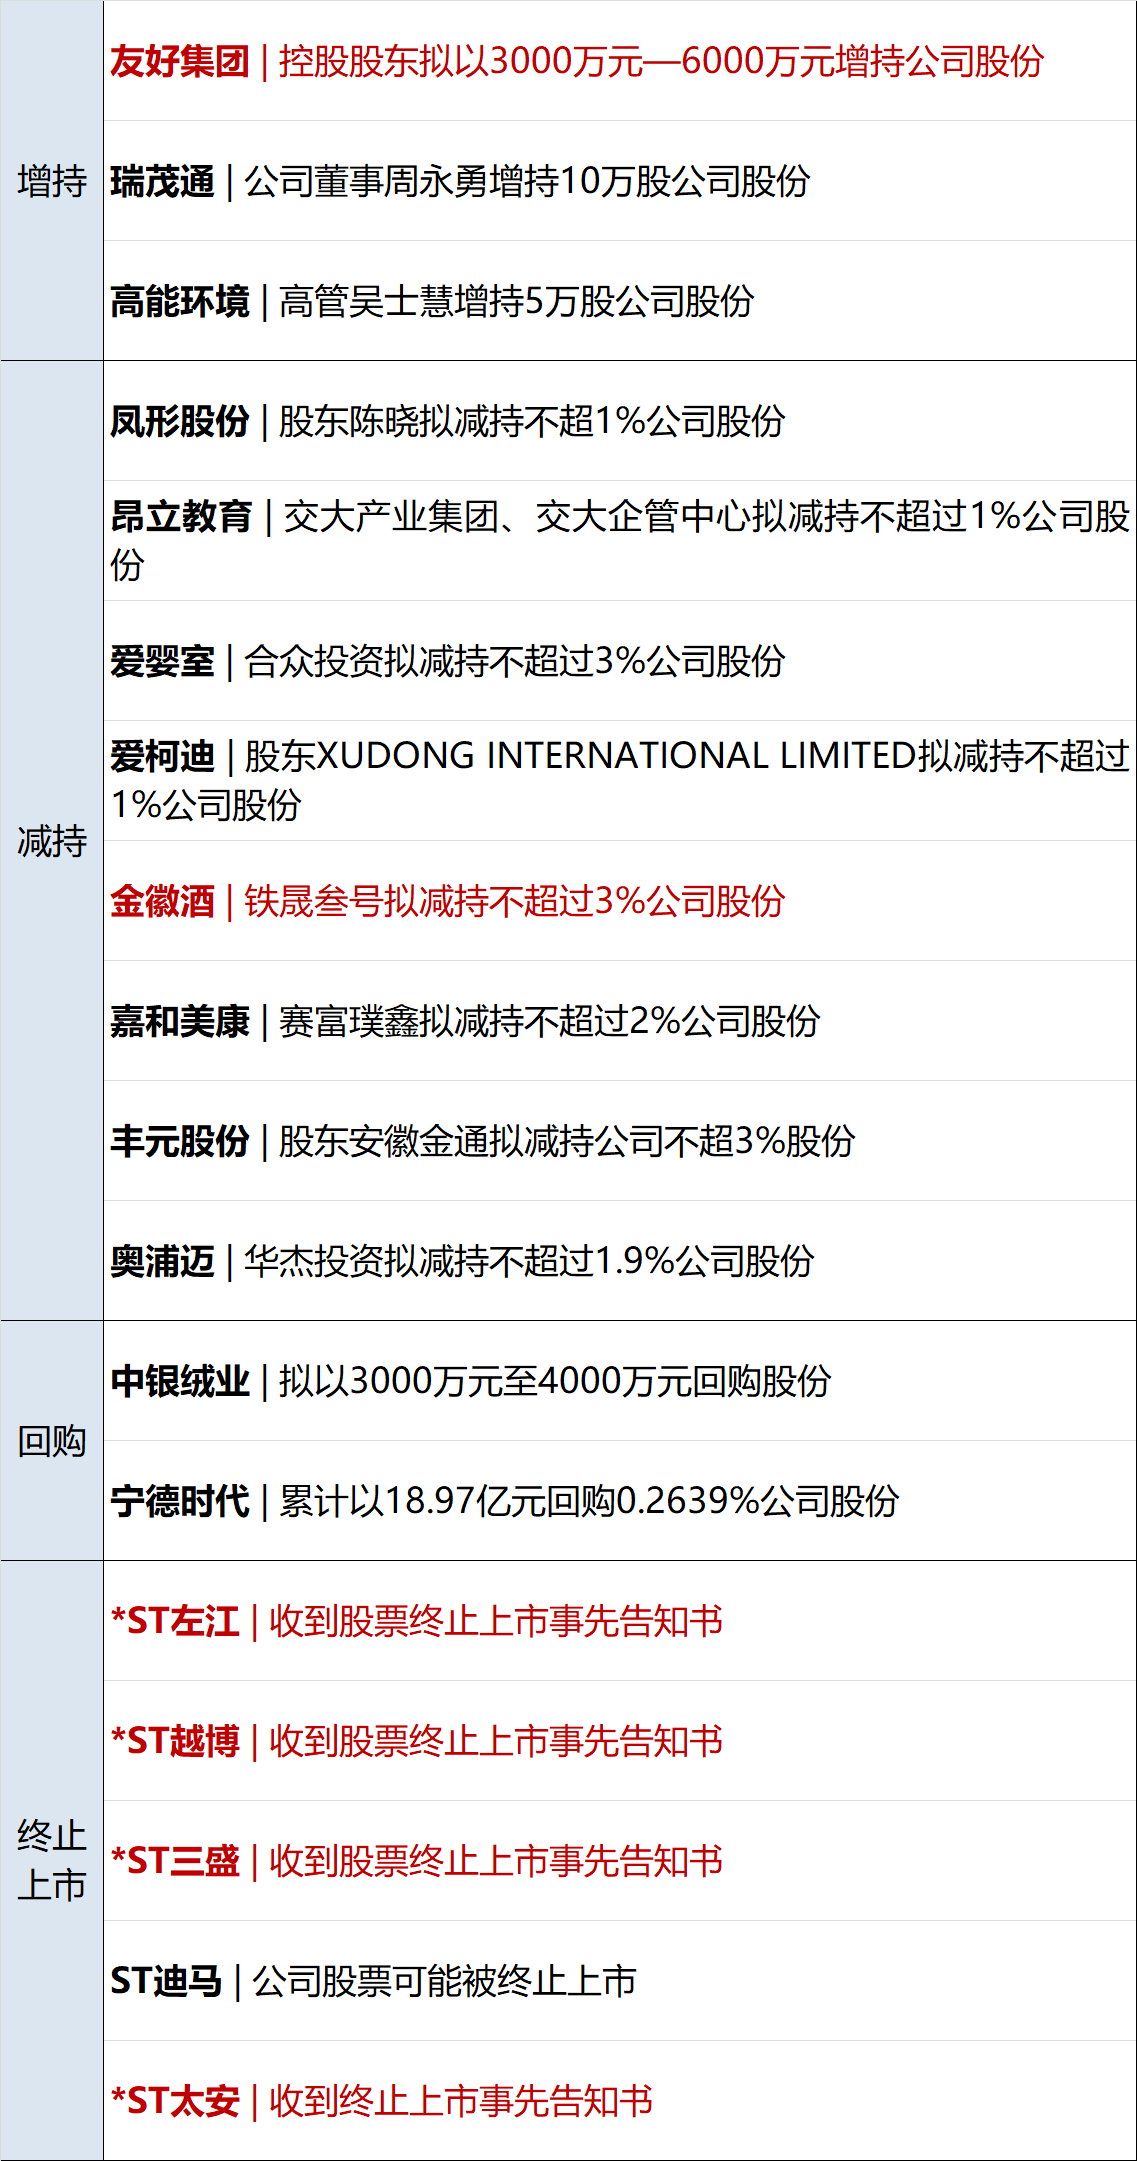 增持
友好集团 | 控股股东拟以3000万元—6000万元增持公司股份
瑞茂通 | 公司董事周永勇增持10万股公司股份
高能环境 | 高管吴士慧增持5万股公司股份
减持
凤形股份 | 股东陈晓拟减持不超1%公司股份
昂立教育 | 交大产业集团、交大企管中心拟减持不超过1%公司股
份
爱婴室 | 合众投资拟减持不超过3%公司股份
爱柯迪 | 股东XUDONG INTERNATIONAL LIMITED拟减持不超过
1%公司股份
金徽酒 | 铁晟叁号拟减持不超过3%公司股份
嘉和美康 | 赛富璞鑫拟减持不超过2%公司股份
丰元股份 | 股东安徽金通拟减持公司不超3%股份
奥浦迈 | 华杰投资拟减持不超过1.9%公司股份
回购
中银绒业 | 拟以3000万元至4000万元回购股份
宁德时代 | 累计以18.97亿元回购0.2639%公司股份
终止
上市
*ST左江 | 收到股票终止上市事先告知书
*ST越博 | 收到股票终止上市事先告知书
*ST三盛 | 收到股票终止上市事先告知书
ST迪马 | 公司股票可能被终止上市
*ST太安 | 收到终止上市事先告知书